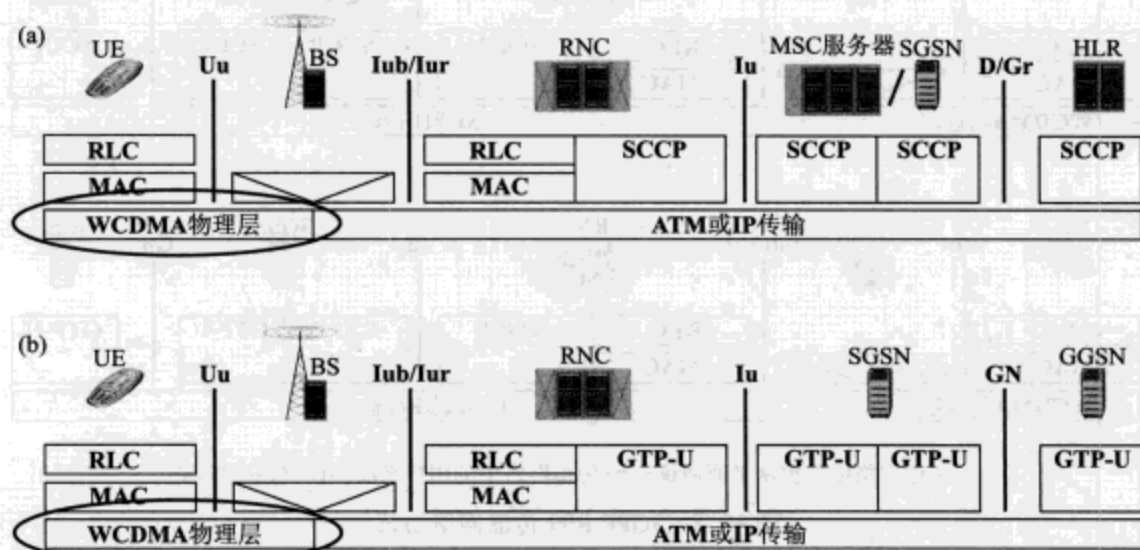 (a)
UE
Uu
BS
Iub/Iur
RNC
Iu
MSC服务器
SGSN
D/Gr
HLR
RLC
RLC
SCCP
SCCP
SCCP
SCCP
MAC
MAC
WCDMA物理层
ATM或IP传输
(b)
UE
Uu
BS
Iub/Iur
RNC
Iu
SGSN
GN
GGSN
RLC
RLC
GTP-U
GTP-U
GTP-U
GTP-U
MAC
MAC
WCDMA物理层
ATM或IP传输